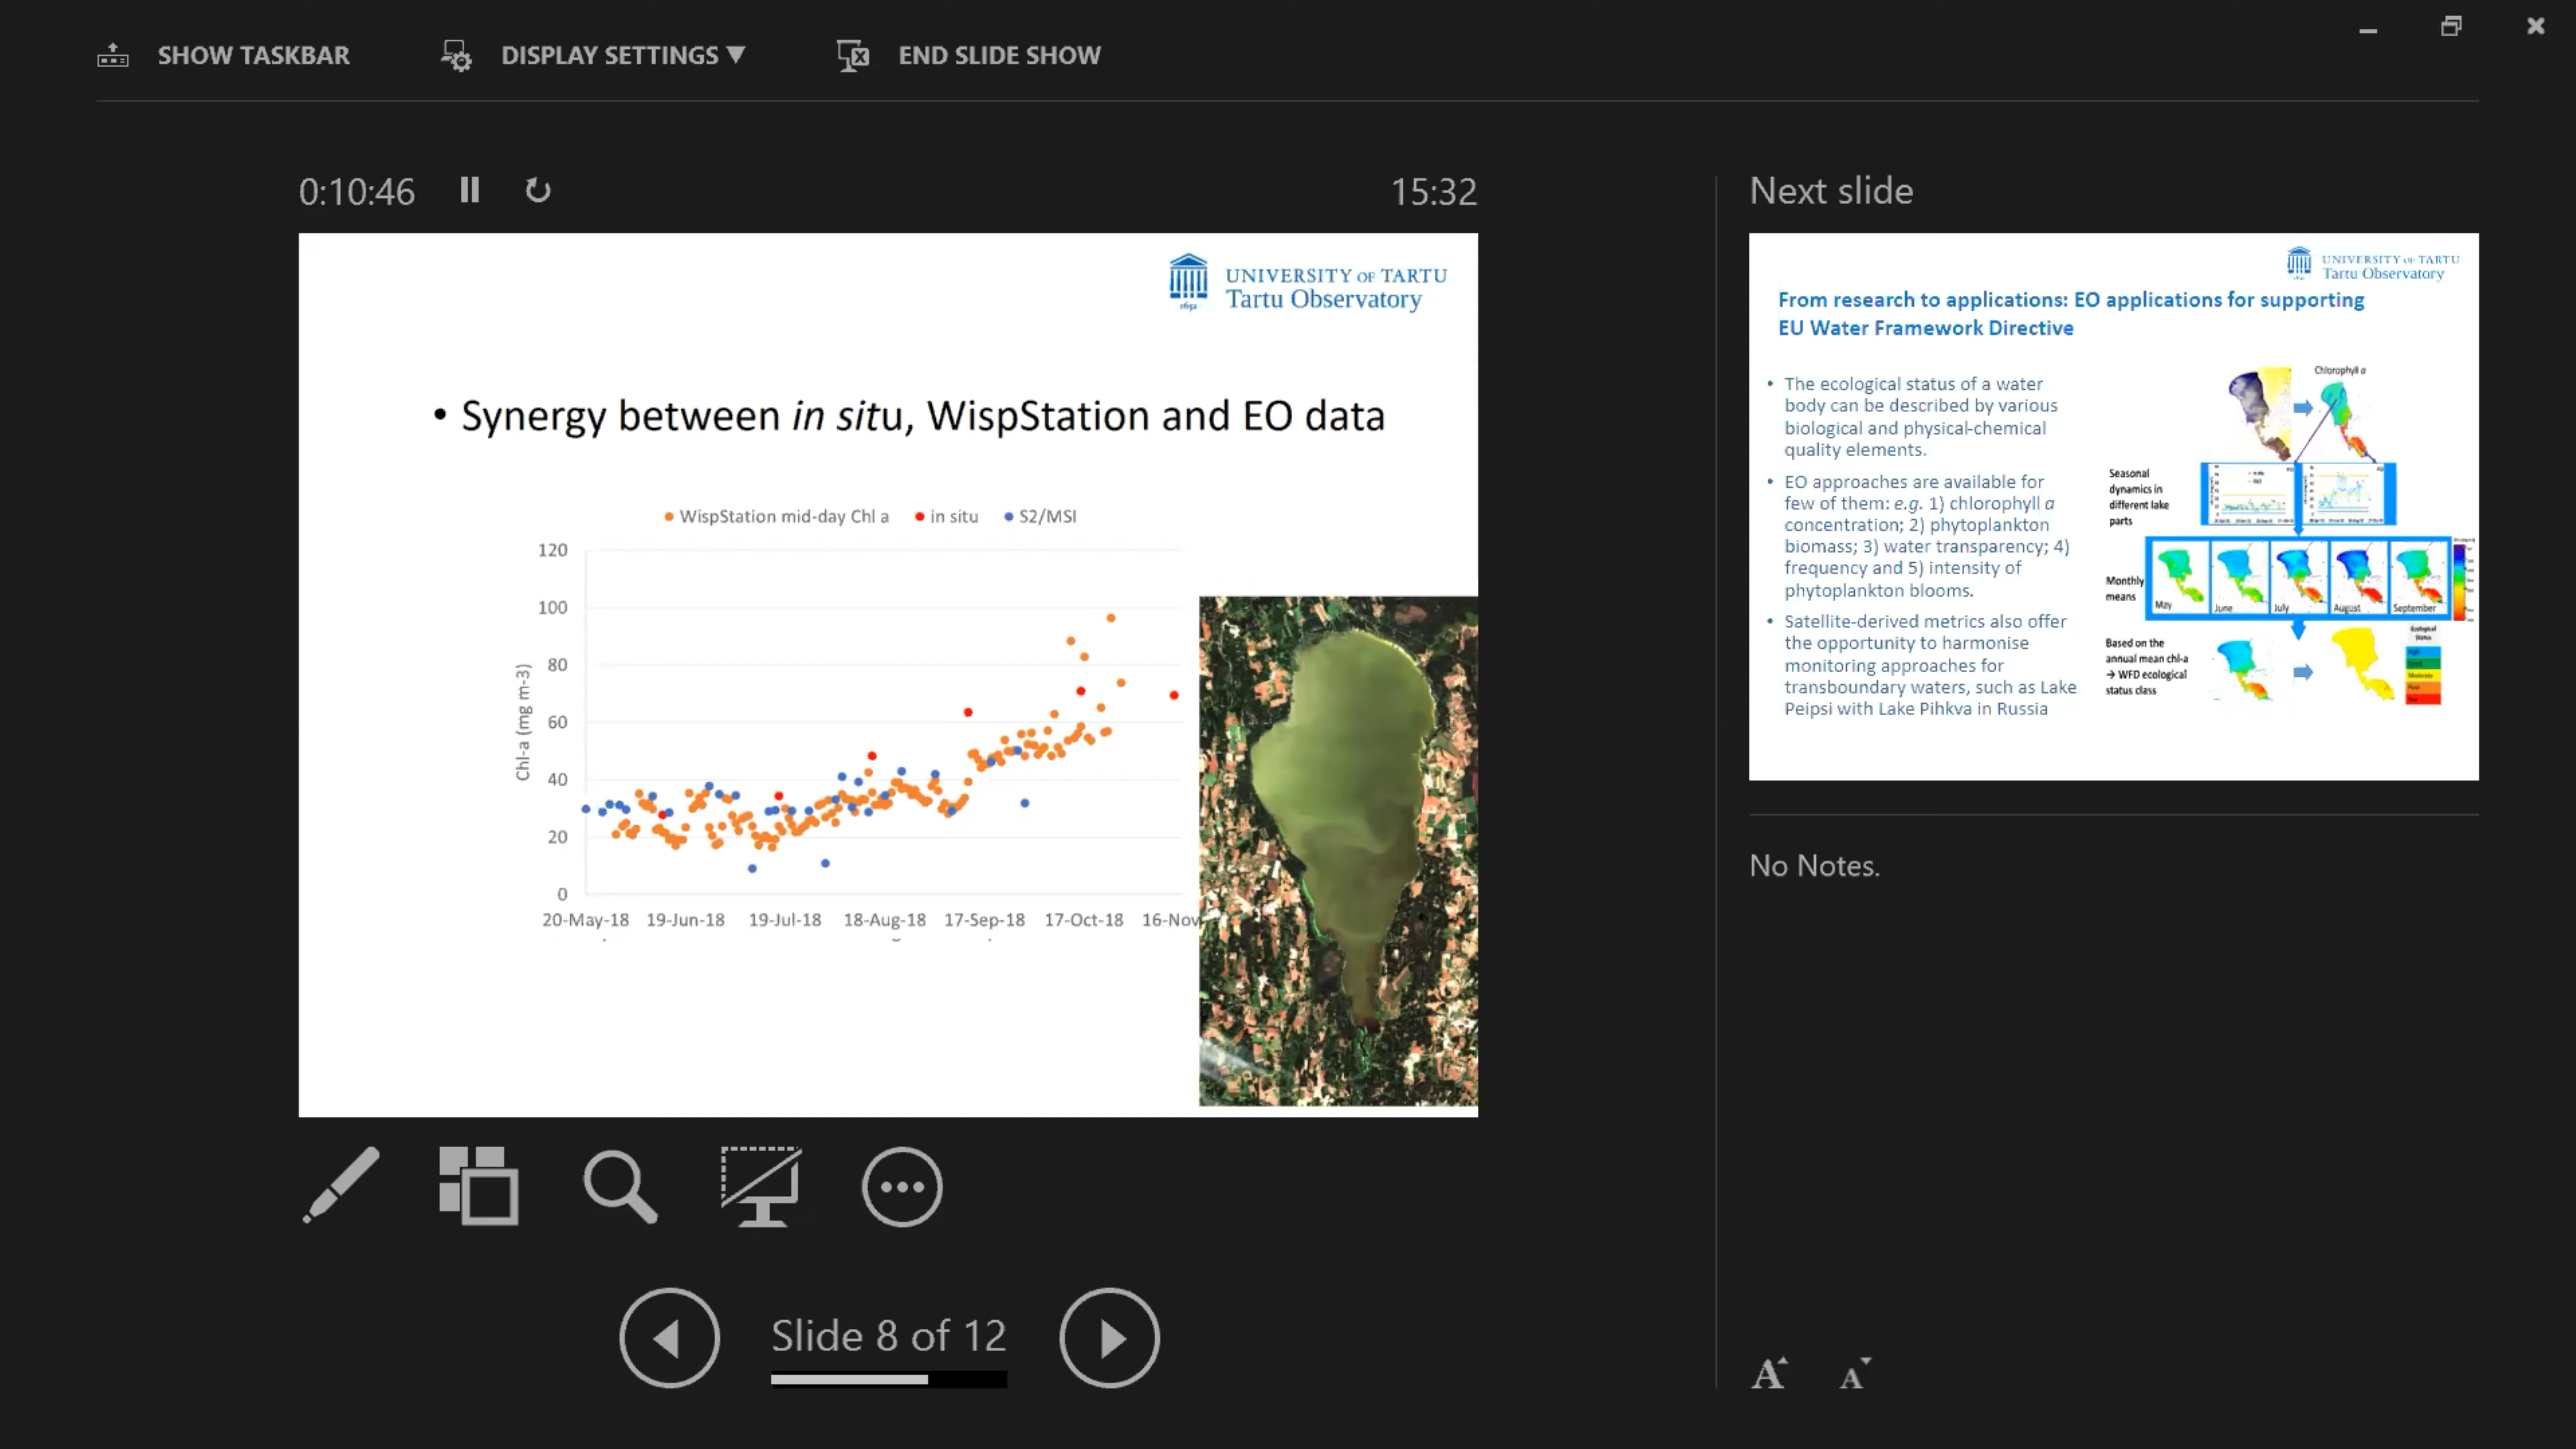 SHOW TASKBAR
DISPLAY SETTINGS ▼
END SLIDE SHOW
0:10:46
15:32
UNIVERSITY OF TARTU
Tartu Observatory
1632
• Synergy between in situ, WispStation and EO data
WispStation mid-day Chl a
in situ
S2/MSI
Chl-a (mg m-3)
120
100
80
60
40
20
0
20-May-18
19-Jun-18
19-Jul-18
18-Aug-18
17-Sep-18
17-Oct-18
16-Nov
Slide 8 of 12
Next slide
UNIVERSITY OF TARTU
Tartu Observatory
From research to applications: EO applications for supporting
EU Water Framework Directive
• The ecological status of a water
body can be described by various
biological and physical-chemical
quality elements.
• EO approaches are available for
few of them: e.g. 1) chlorophyll a
concentration; 2) phytoplankton
biomass; 3) water transparency; 4)
frequency and 5) intensity of
phytoplankton blooms.
• Satellite-derived metrics also offer
the opportunity to harmonise
monitoring approaches for
transboundary waters, such as Lake
Peipsi with Lake Pihkva in Russia
Chlorophyll a
Seasonal
dynamics in
different lake
parts
Monthly
means
May
June
July
August
September
Based on the
annual mean chl-a
→ WFD ecological
status class
Ecological
Status
Moderate
No Notes.
A
A